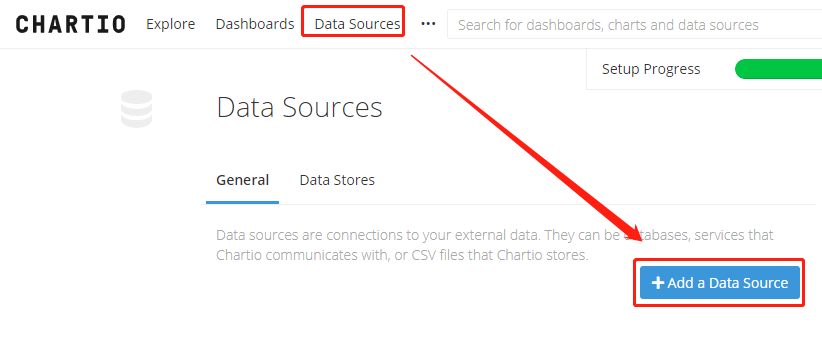 CHARTIO Explore Dashboards Data Sources ••• Search for dashboards, charts and data sources
Setup Progress
Data Sources
General Data Stores
Data sources are connections to your external data. They can be databases, services that
Chartio communicates with, or CSV files that Chartio stores.
+ Add a Data Source